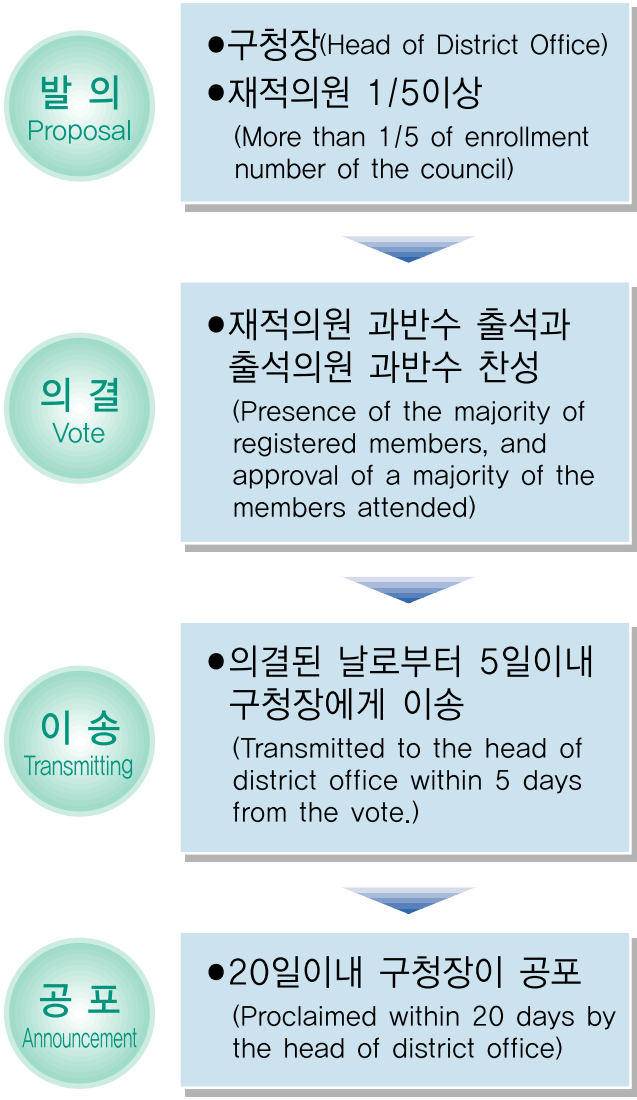 발 의
Proposal
●구청장(Head of District Office)
●재적의원 1/5이상
(More than 1/5 of enrollment
number of the council)
의 결
Vote
●재적의원 과반수 출석과
출석의원 과반수 찬성
(Presence of the majority of
registered members, and
approval of a majority of the
members attended)
이 송
Transmitting
●의결된 날로부터 5일이내
구청장에게 이송
(Transmitted to the head of
district office within 5 days
from the vote.)
공 포
Announcement
●20일이내 구청장이 공포
(Proclaimed within 20 days by
the head of district office)